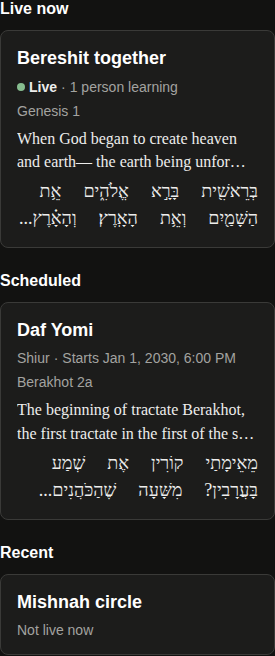 Live now
Bereshit together
Live · 1 person learning
Genesis 1
When God began to create heaven
and earth— the earth being unfor…
בְּרֵאשִׁ֖ית בָּרָ֣א אֱלֹהִ֑ים אֵ֥ת
הַשָּׁמַ֖יִם וְאֵ֥ת הָאָֽרֶץ׃ וְהָאָ֗רֶץ...
Scheduled
Daf Yomi
Shiur · Starts Jan 1, 2030, 6:00 PM
Berakhot 2a
The beginning of tractate Berakhot,
the first tractate in the first of the s…
מֵאֵימָתַי קוֹרִין אֶת שְׁמַע
בְּעַרְבִין? מִשָּׁעָה שֶׁהַכֹּהֲנִים...
Recent
Mishnah circle
Not live now